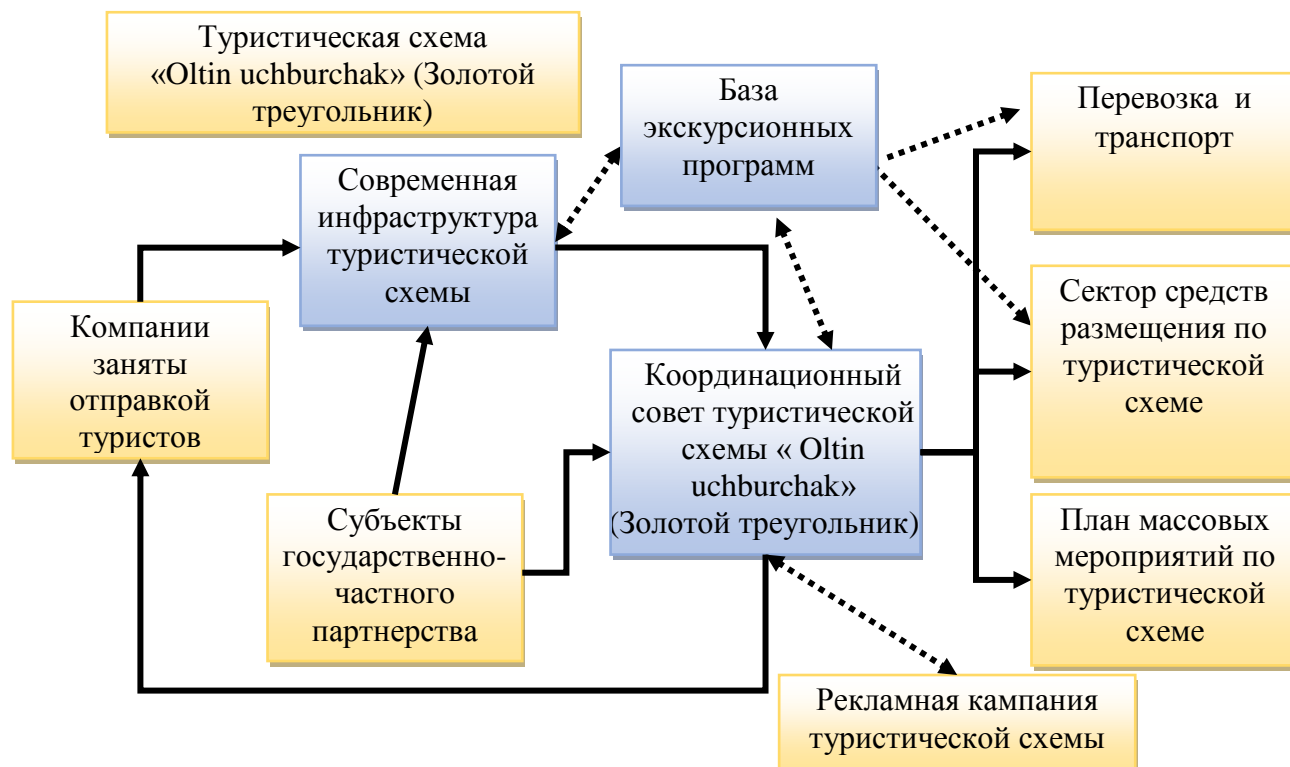 Туристическая схема
«Oltin uchburchak» (Золотой
треугольник)
База
экскурсионных
программ
Перевозка и
транспорт
Современная
инфраструктура
туристической
схемы
Сектор средств
размещения по
туристической
схеме
Компании
заняты
отправкой
туристов
Координационный
совет туристической
схемы « Oltin
uchburchak»
(Золотой треугольник)
Субъекты
государственно-
частного
партнерства
План массовых
мероприятий по
туристической
схеме
Рекламная кампания
туристической схемы